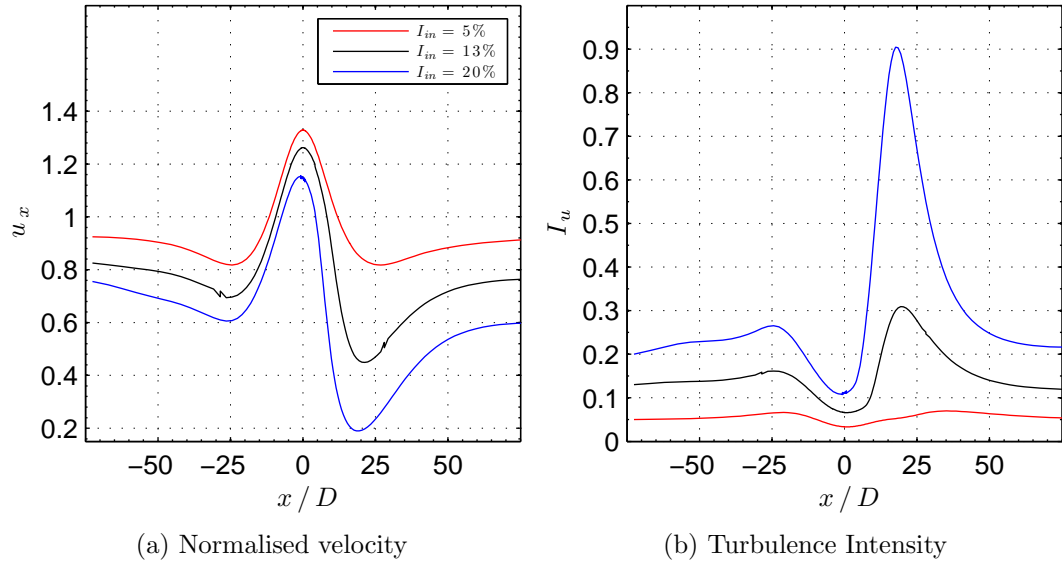 I_in = 5%
I_in = 13%
I_in = 20%
1.4
1.2
1
0.8
0.6
0.4
0.2
u_x
−50 −25 0 25 50
x / D
(a) Normalised velocity
0.9
0.8
0.7
0.6
0.5
0.4
0.3
0.2
0.1
0
I_u
−50 −25 0 25 50
x / D
(b) Turbulence Intensity